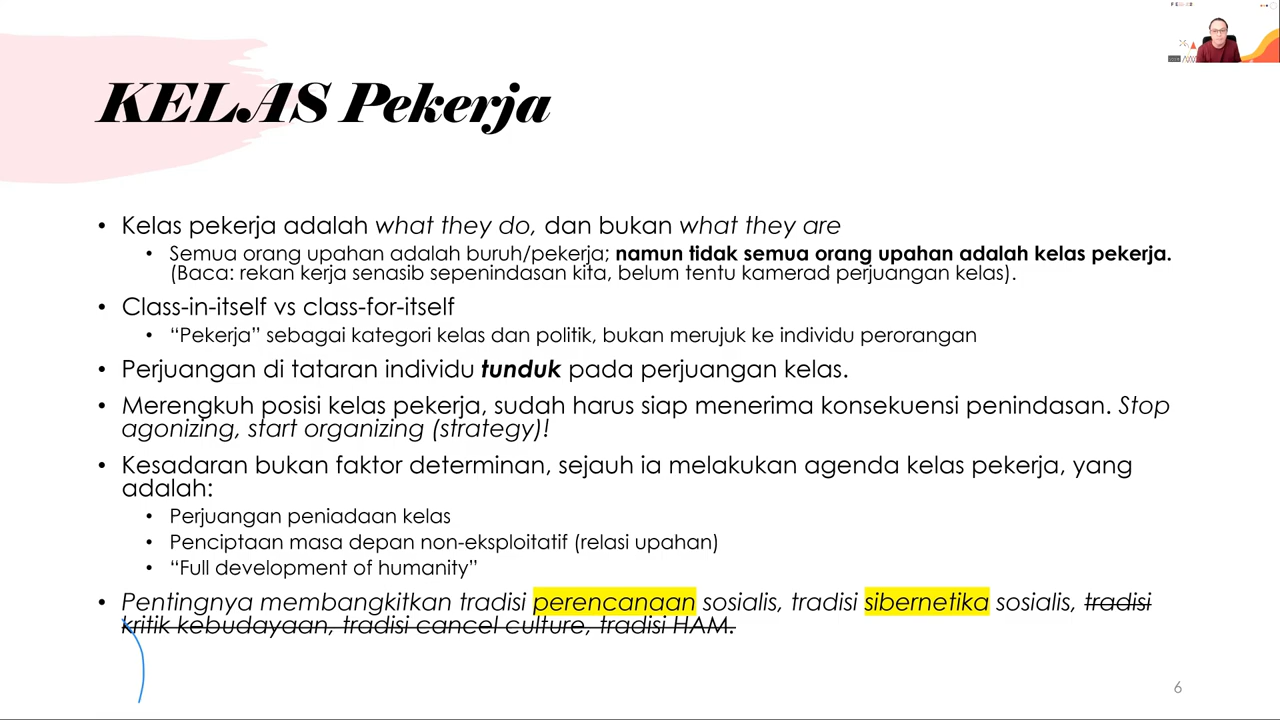 KELAS Pekerja
• Kelas pekerja adalah what they do, dan bukan what they are
• Semua orang upahan adalah buruh/pekerja; namun tidak semua orang upahan adalah kelas pekerja.
(Baca: rekan kerja senasib sepenindasan kita, belum tentu kamerad perjuangan kelas).
• Class-in-itself vs class-for-itself
• “Pekerja” sebagai kategori kelas dan politik, bukan merujuk ke individu perorangan
• Perjuangan di tataran individu tunduk pada perjuangan kelas.
• Merengkuh posisi kelas pekerja, sudah harus siap menerima konsekuensi penindasan. Stop
agonizing, start organizing (strategy)!
• Kesadaran bukan faktor determinan, sejauh ia melakukan agenda kelas pekerja, yang
adalah:
• Perjuangan peniadaan kelas
• Penciptaan masa depan non-eksploitatif (relasi upahan)
• “Full development of humanity”
• Pentingnya membangkitkan tradisi perencanaan sosialis, tradisi sibernetika sosialis, tradisi
kritik kebudayaan, tradisi cancel culture, tradisi HAM.
6